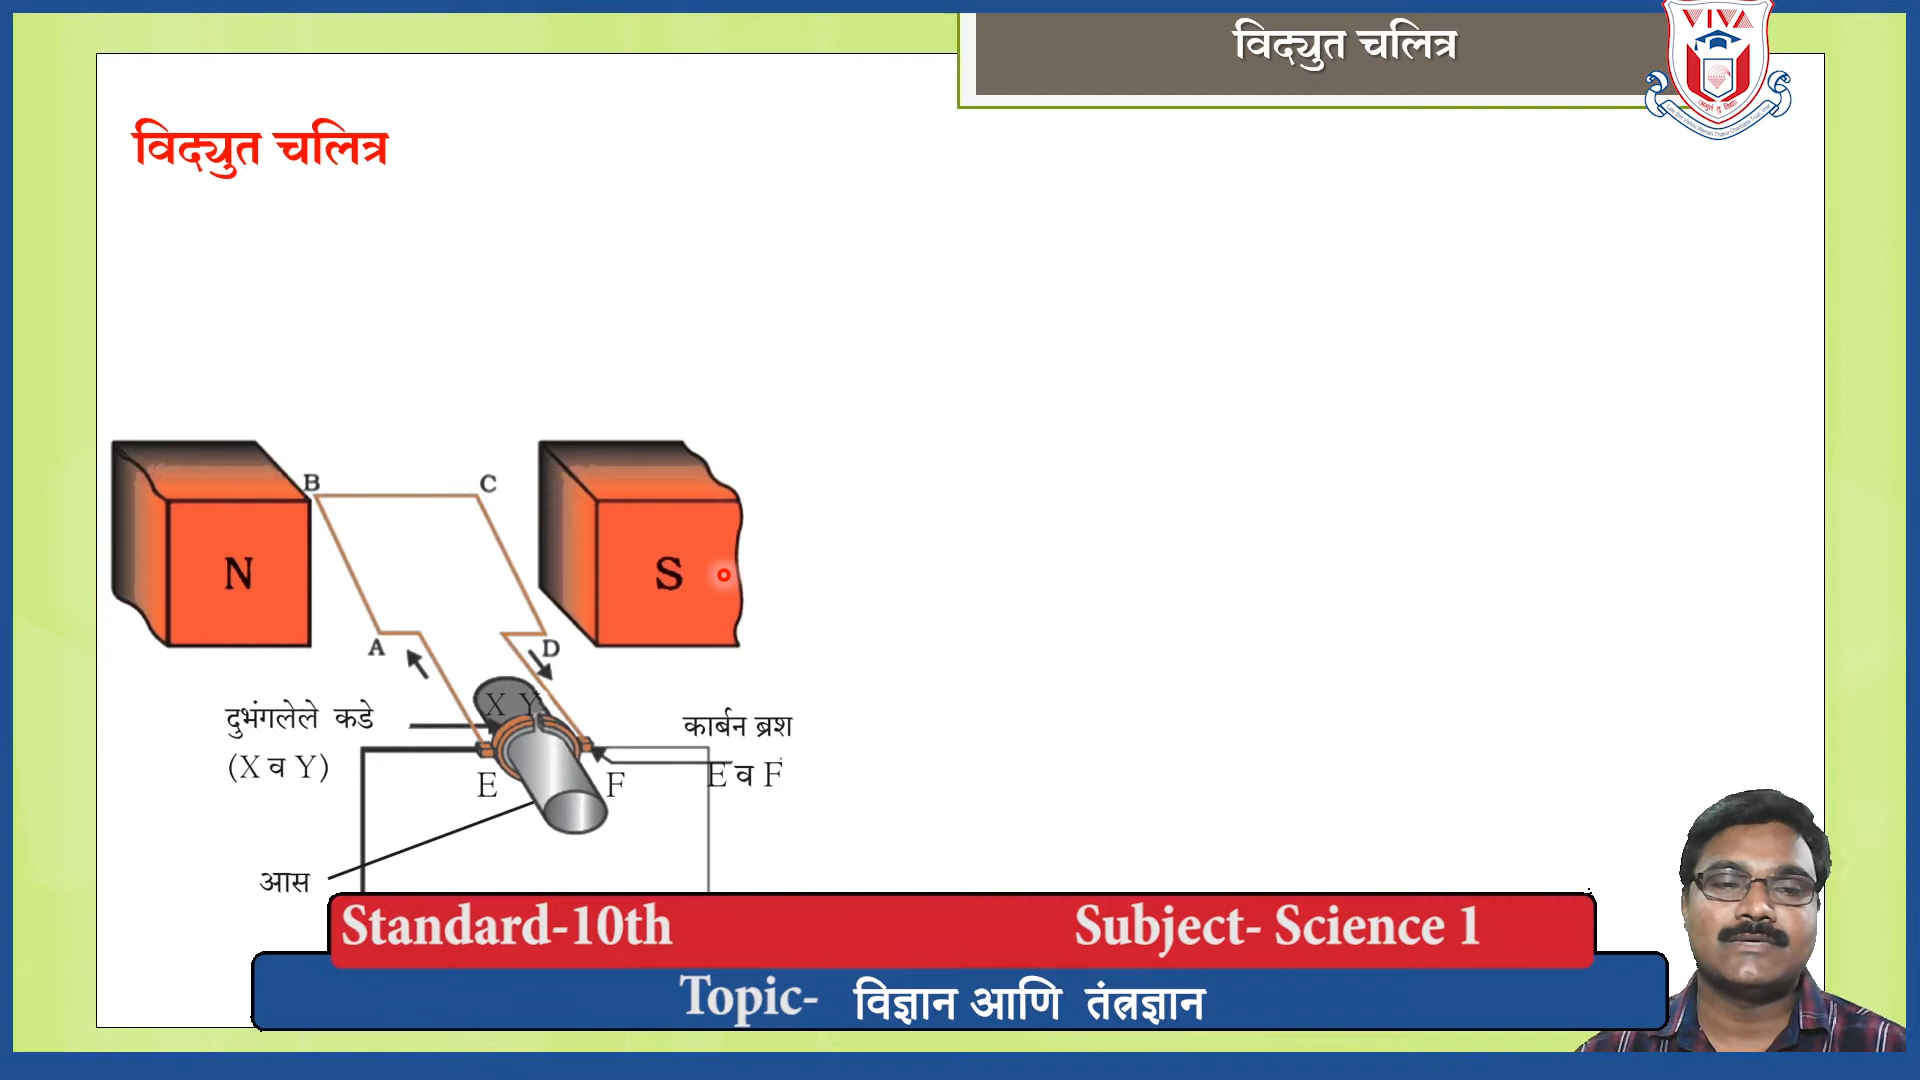 विद्युत चलित्र
VIVA
विद्युत चलित्र
B
C
N
S
A
D
X Y
दुभंगलेले कडे
(X व Y)
कार्बन ब्रश
E व F
E
F
आस
Standard-10th
Subject- Science 1
Topic- विज्ञान आणि तंत्रज्ञान